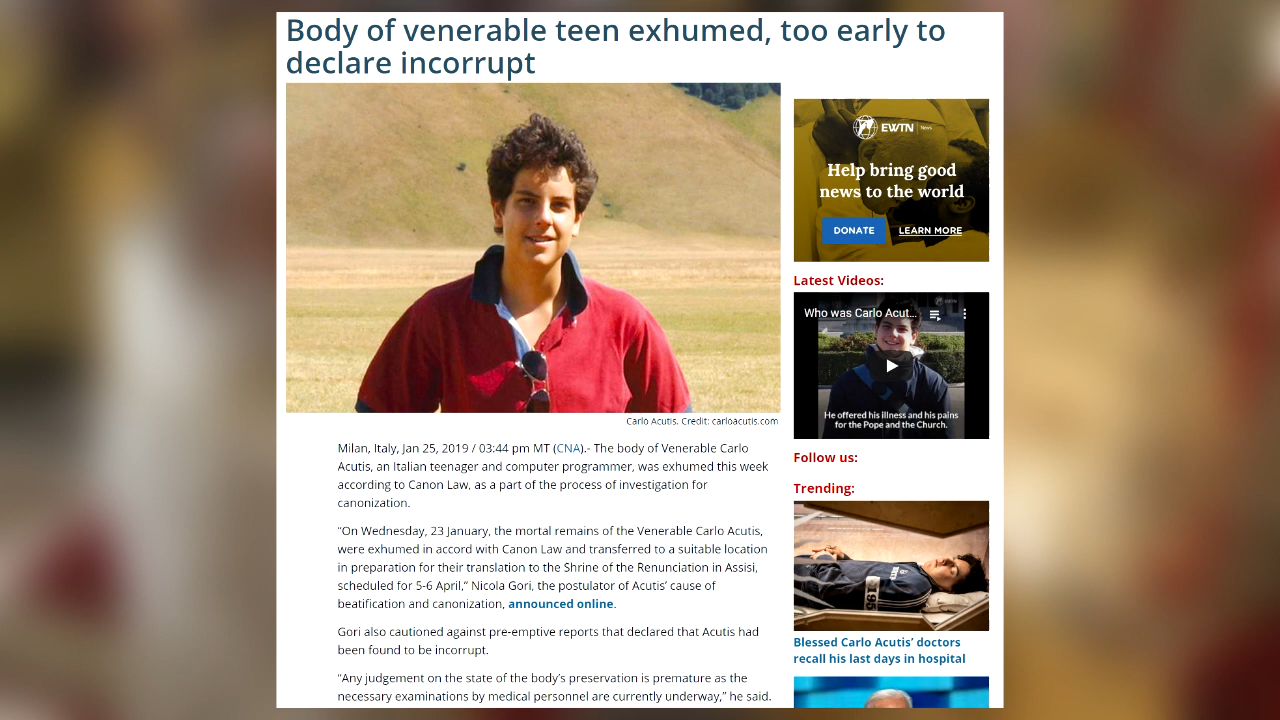 Body of venerable teen exhumed, too early to
declare incorrupt
Carlo Acutis. Credit: carloacutis.com
Milan, Italy, Jan 25, 2019 / 03:44 pm MT (CNA).- The body of Venerable Carlo
Acutis, an Italian teenager and computer programmer, was exhumed this week
according to Canon Law, as a part of the process of investigation for
canonization.
“On Wednesday, 23 January, the mortal remains of the Venerable Carlo Acutis,
were exhumed in accord with Canon Law and transferred to a suitable location
in preparation for their translation to the Shrine of the Renunciation in Assisi,
scheduled for 5-6 April,” Nicola Gori, the postulator of Acutis’ cause of
beatification and canonization, announced online.
Gori also cautioned against pre-emptive reports that declared that Acutis had
been found to be incorrupt.
“Any judgement on the state of the body’s preservation is premature as the
necessary examinations by medical personnel are currently underway,” he said.
EWTN News
Help bring good
news to the world
DONATE LEARN MORE
Latest Videos:
Who was Carlo Acut...
EWTN
He offered his illness and his pains
for the Pope and the Church.
Follow us:
Trending:
Blessed Carlo Acutis’ doctors
recall his last days in hospital